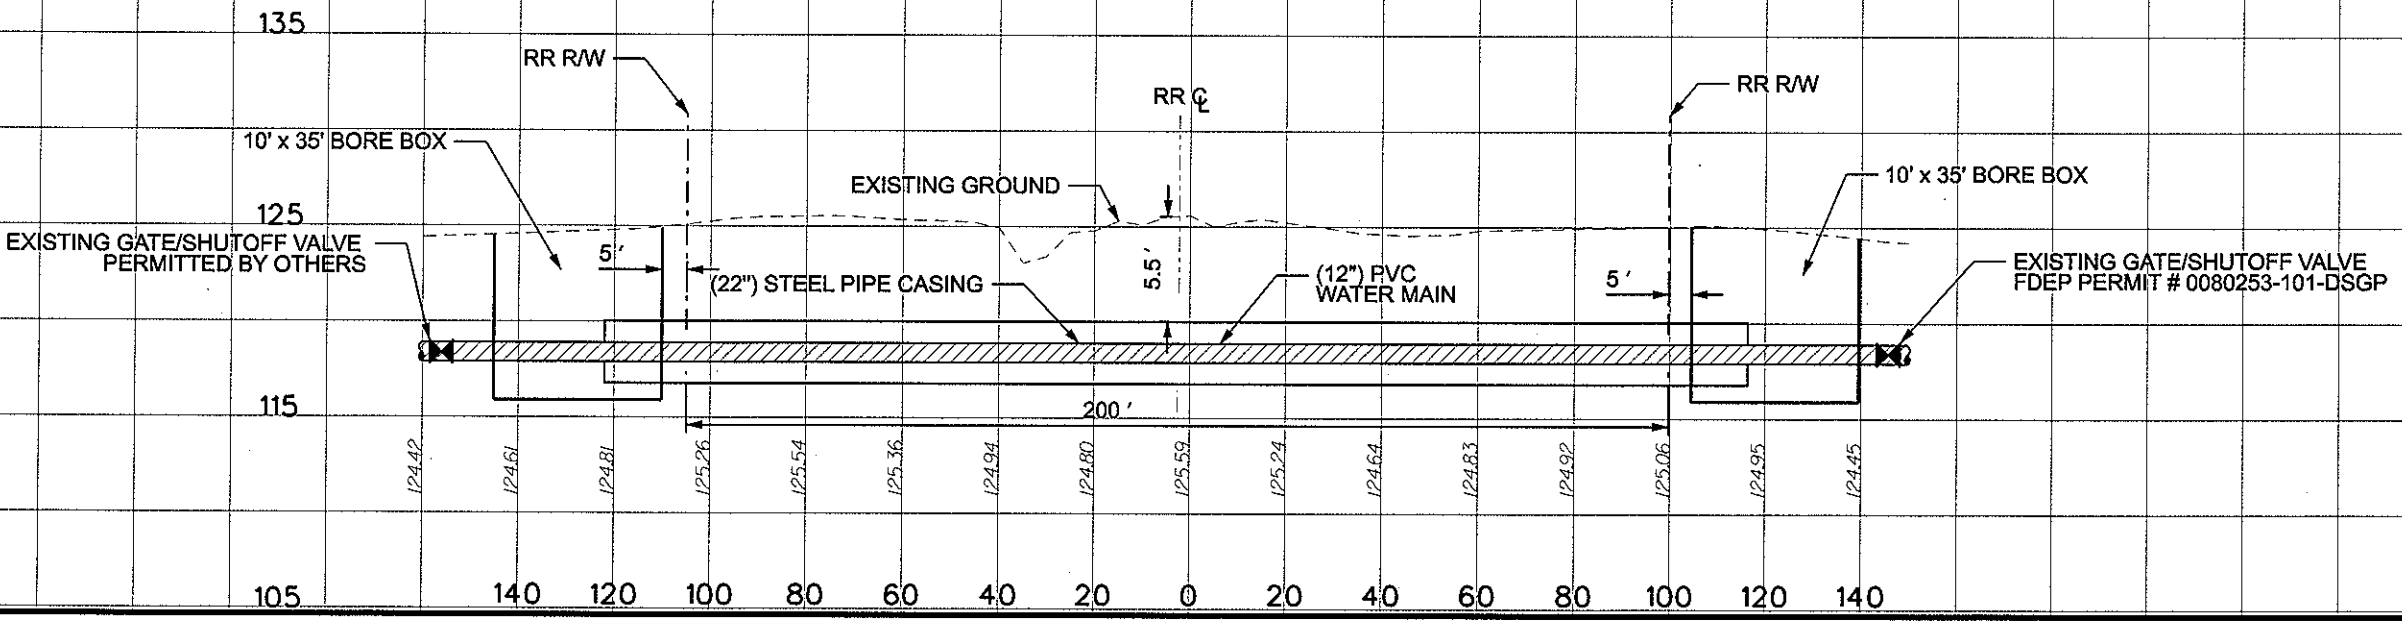 135
RR R/W
RR ℄
RR R/W
10' x 35' BORE BOX
EXISTING GROUND
10' x 35' BORE BOX
125
EXISTING GATE/SHUTOFF VALVE
PERMITTED BY OTHERS
5 '
(22") STEEL PIPE CASING
5.5'
(12") PVC
WATER MAIN
5 '
EXISTING GATE/SHUTOFF VALVE
FDEP PERMIT # 0080253-101-DSGP
115
200 '
124.42
124.61
124.81
125.26
125.54
125.36
124.94
124.80
125.59
125.24
124.64
124.83
124.92
125.06
124.95
124.45
105
140 120 100 80 60 40 20 0 20 40 60 80 100 120 140